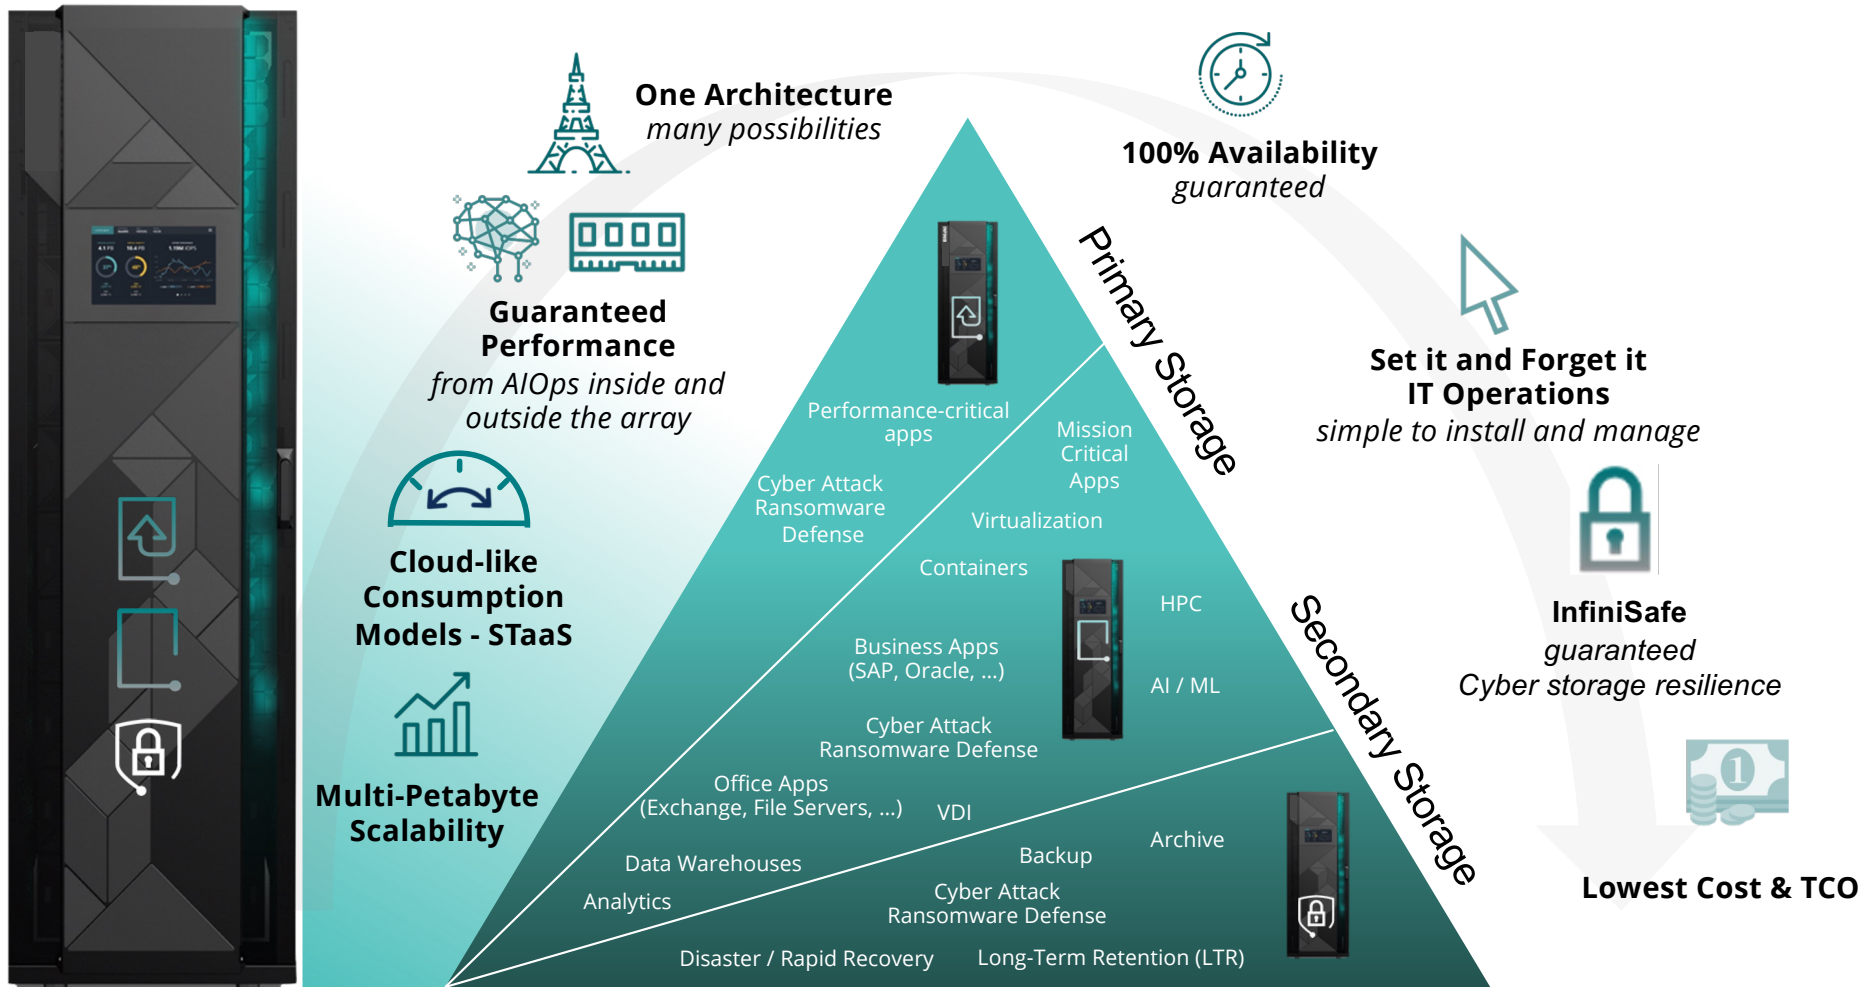 One Architecture
many possibilities
100% Availability
guaranteed
Guaranteed
Performance
from AIOps inside and
outside the array
Set it and Forget it
IT Operations
simple to install and manage
Cloud-like
Consumption
Models - STaaS
InfiniSafe
guaranteed
Cyber storage resilience
Multi-Petabyte
Scalability
1
Lowest Cost & TCO
Primary Storage
Secondary Storage
Performance-critical
apps
Cyber Attack
Ransomware
Defense
Mission
Critical
Apps
Virtualization
Containers
HPC
Business Apps
(SAP, Oracle, ...)
AI / ML
Cyber Attack
Ransomware Defense
Office Apps
(Exchange, File Servers, ...)
VDI
Data Warehouses
Analytics
Archive
Backup
Cyber Attack
Ransomware Defense
Disaster / Rapid Recovery
Long-Term Retention (LTR)